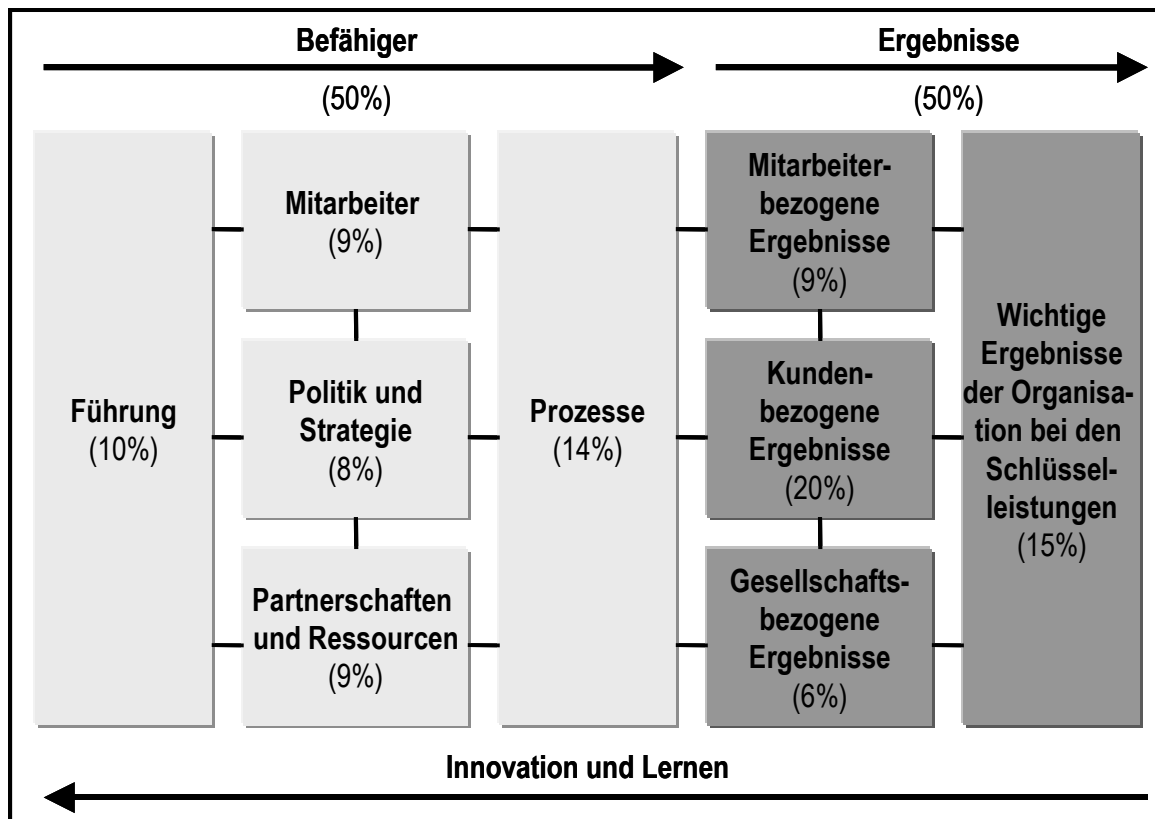 Befähiger
(50%)
Ergebnisse
(50%)
Führung
(10%)
Mitarbeiter
(9%)
Politik und
Strategie
(8%)
Partnerschaften
und Ressourcen
(9%)
Prozesse
(14%)
Mitarbeiter-
bezogene
Ergebnisse
(9%)
Kunden-
bezogene
Ergebnisse
(20%)
Gesellschafts-
bezogene
Ergebnisse
(6%)
Wichtige
Ergebnisse
der Organisa-
tion bei den
Schlüssel-
leistungen
(15%)
Innovation und Lernen